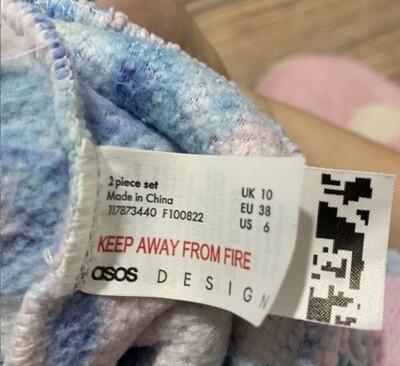 2 piece set
Made in China
117873440 F100822
UK 10
EU 38
US 6
KEEP AWAY FROM FIRE
asos DESIGN